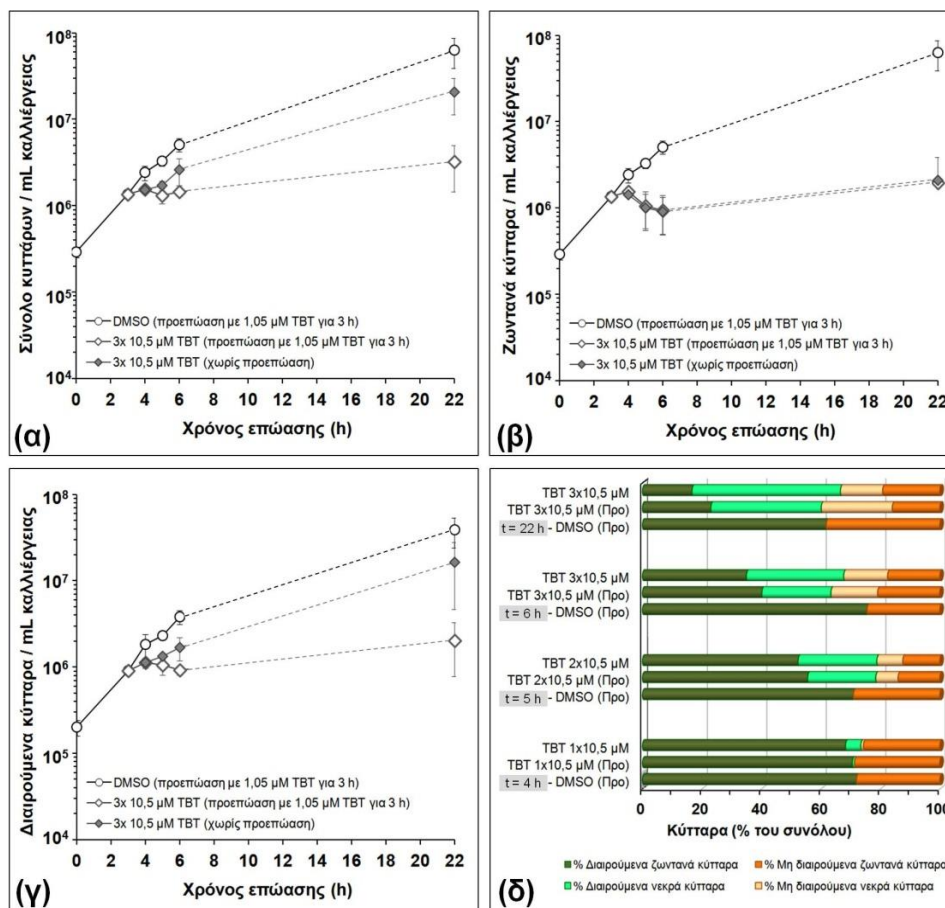 10⁸
10⁷
10⁶
10⁵
10⁴
Σύνολο κυττάρων / mL καλλιέργειας
DMSO (προεπώαση με 1,05 μM TBT για 3 h)
3x 10,5 μM TBT (προεπώαση με 1,05 μM TBT για 3 h)
3x 10,5 μM TBT (χωρίς προεπώαση)
0 2 4 6 8 10 12 14 16 18 20 22
Χρόνος επώασης (h)
(α)
10⁸
10⁷
10⁶
10⁵
10⁴
Ζωντανά κύτταρα / mL καλλιέργειας
DMSO (προεπώαση με 1,05 μM TBT για 3 h)
3x 10,5 μM TBT (προεπώαση με 1,05 μM TBT για 3 h)
3x 10,5 μM TBT (χωρίς προεπώαση)
0 2 4 6 8 10 12 14 16 18 20 22
Χρόνος επώασης (h)
(β)
10⁸
10⁷
10⁶
10⁵
10⁴
Διαιρούμενα κύτταρα / mL καλλιέργειας
DMSO (προεπώαση με 1,05 μM TBT για 3 h)
3x 10,5 μM TBT (προεπώαση με 1,05 μM TBT για 3 h)
3x 10,5 μM TBT (χωρίς προεπώαση)
0 2 4 6 8 10 12 14 16 18 20 22
Χρόνος επώασης (h)
(γ)
TBT 3x10,5 μM
TBT 3x10,5 μM (Προ)
t = 22 h - DMSO (Προ)
TBT 3x10,5 μM
TBT 3x10,5 μM (Προ)
t = 6 h - DMSO (Προ)
TBT 2x10,5 μM
TBT 2x10,5 μM (Προ)
t = 5 h - DMSO (Προ)
TBT 1x10,5 μM
TBT 1x10,5 μM (Προ)
t = 4 h - DMSO (Προ)
0 20 40 60 80 100
Κύτταρα (% του συνόλου)
% Διαιρούμενα ζωντανά κύτταρα
% Μη διαιρούμενα ζωντανά κύτταρα
% Διαιρούμενα νεκρά κύτταρα
% Μη διαιρούμενα νεκρά κύτταρα
(δ)